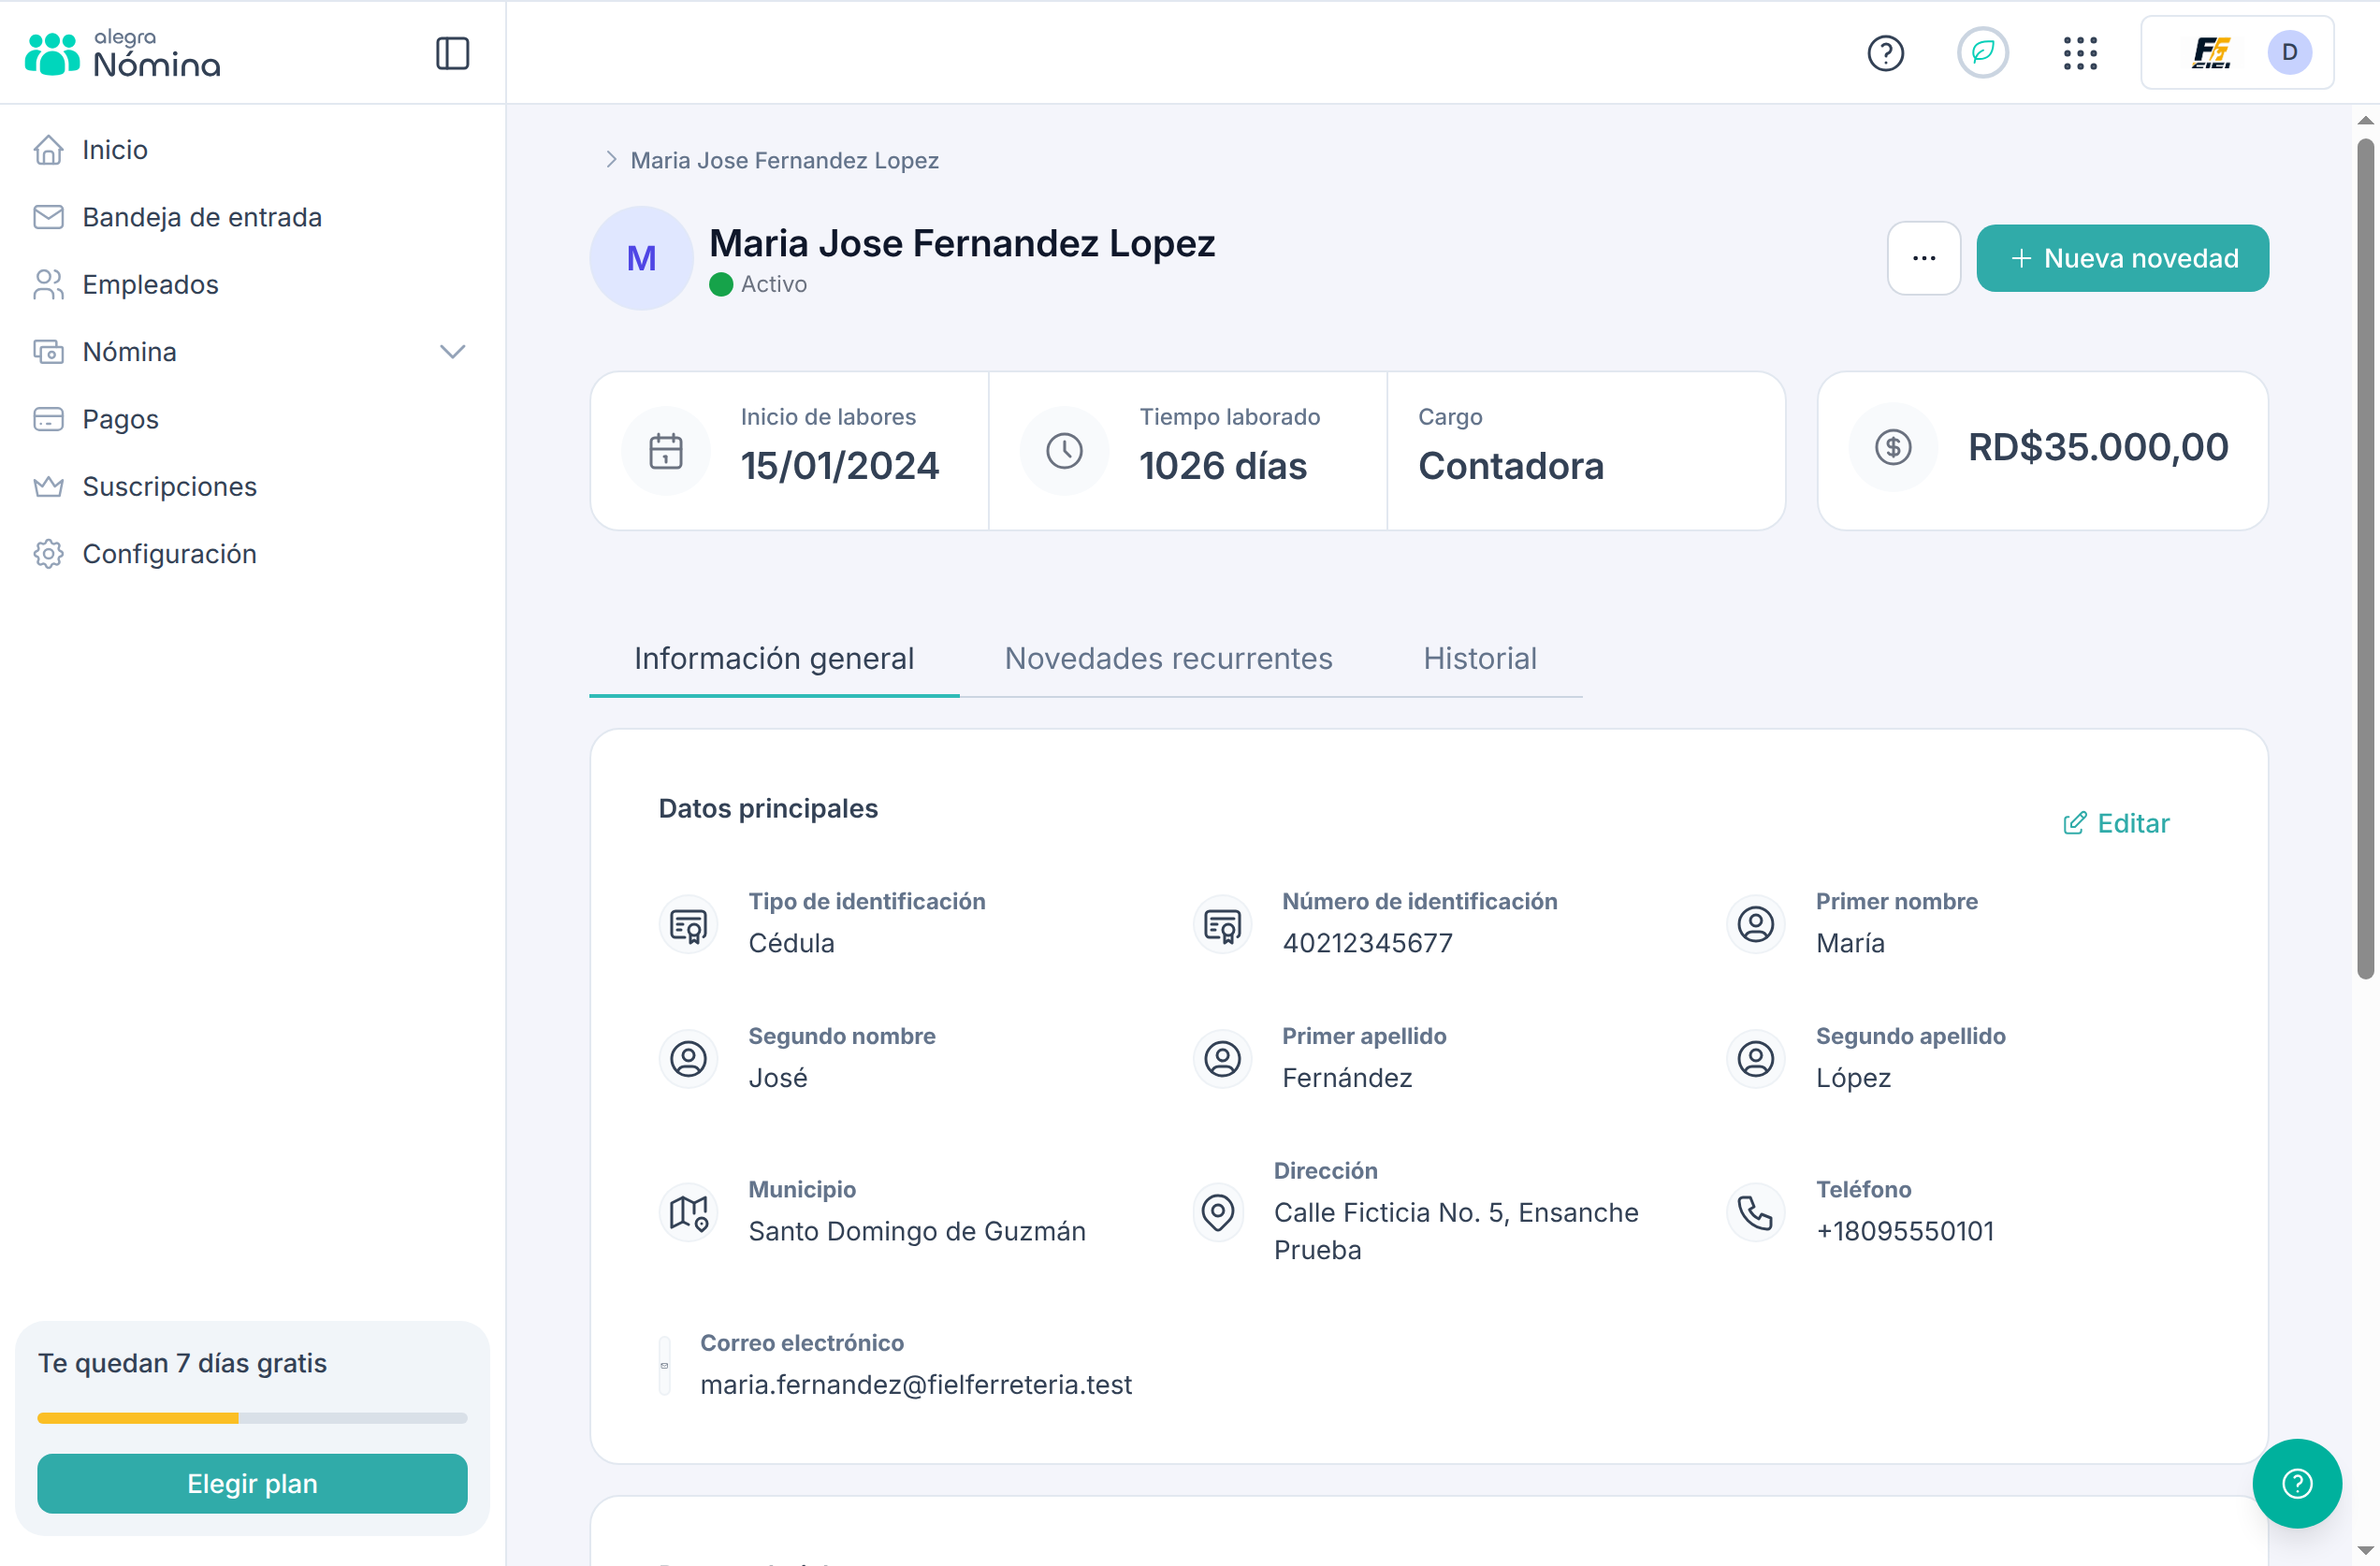 alegra
Nómina
D
Inicio
Bandeja de entrada
Empleados
Nómina
Pagos
Suscripciones
Configuración
Te quedan 7 días gratis
Elegir plan
Maria Jose Fernandez Lopez
M
Maria Jose Fernandez Lopez
Activo
+ Nueva novedad
Inicio de labores
15/01/2024
Tiempo laborado
1026 días
Cargo
Contadora
RD$35.000,00
Información general
Novedades recurrentes
Historial
Datos principales
Editar
Tipo de identificación
Cédula
Número de identificación
40212345677
Primer nombre
María
Segundo nombre
José
Primer apellido
Fernández
Segundo apellido
López
Municipio
Santo Domingo de Guzmán
Dirección
Calle Ficticia No. 5, Ensanche
Prueba
Teléfono
+18095550101
Correo electrónico
maria.fernandez@fielferreteria.test